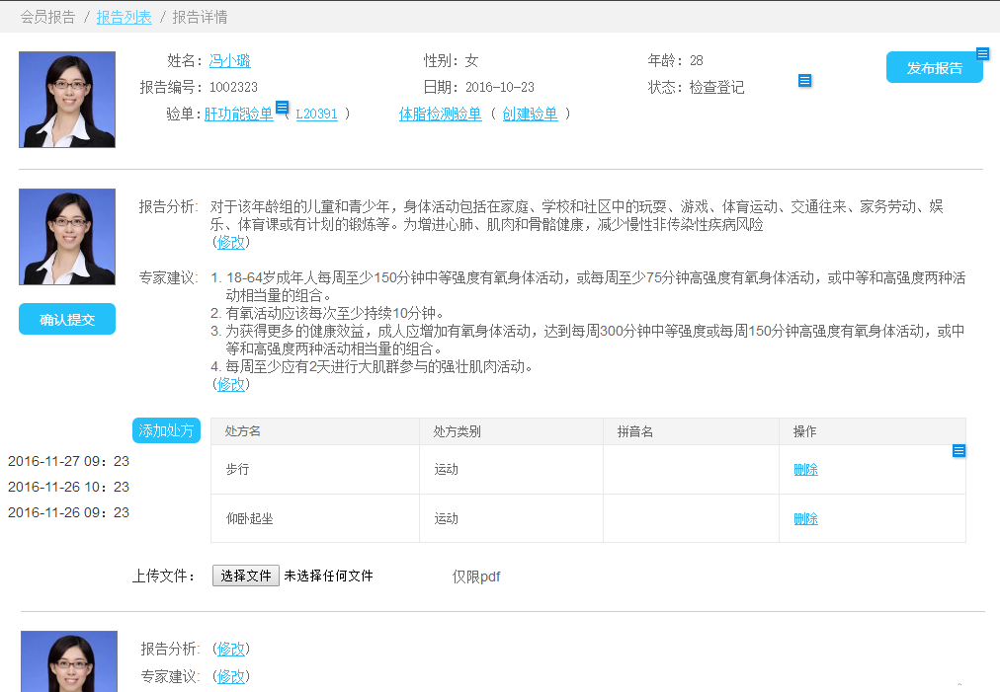 会员报告 / 报告列表 / 报告详情
姓名：冯小璐 性别：女 年龄：28 发布报告
报告编号：1002323 日期：2016-10-23 状态：检查登记
验单：肝功能验单 （ L20391 ） 体脂检测验单 （ 创建验单 ）
报告分析: 对于该年龄组的儿童和青少年，身体活动包括在家庭、学校和社区中的玩耍、游戏、体育运动、交通往来、家务劳动、娱
乐、体育课或有计划的锻炼等。为增进心肺、肌肉和骨骼健康，减少慢性非传染性疾病风险
(修改)
专家建议: 1. 18-64岁成年人每周至少150分钟中等强度有氧身体活动，或每周至少75分钟高强度有氧身体活动，或中等和高强度两种活
动相当量的组合。
2. 有氧活动应该每次至少持续10分钟。
确认提交
3. 为获得更多的健康效益，成人应增加有氧身体活动，达到每周300分钟中等强度或每周150分钟高强度有氧身体活动，或中
等和高强度两种活动相当量的组合。
4. 每周至少应有2天进行大肌群参与的强壮肌肉活动。
(修改)
添加处方 处方名 处方类别 拼音名 操作
2016-11-27 09：23
步行 运动 删除
2016-11-26 10：23
2016-11-26 09：23
仰卧起坐 运动 删除
上传文件： 选择文件 未选择任何文件 仅限pdf
报告分析: (修改)
专家建议: (修改)